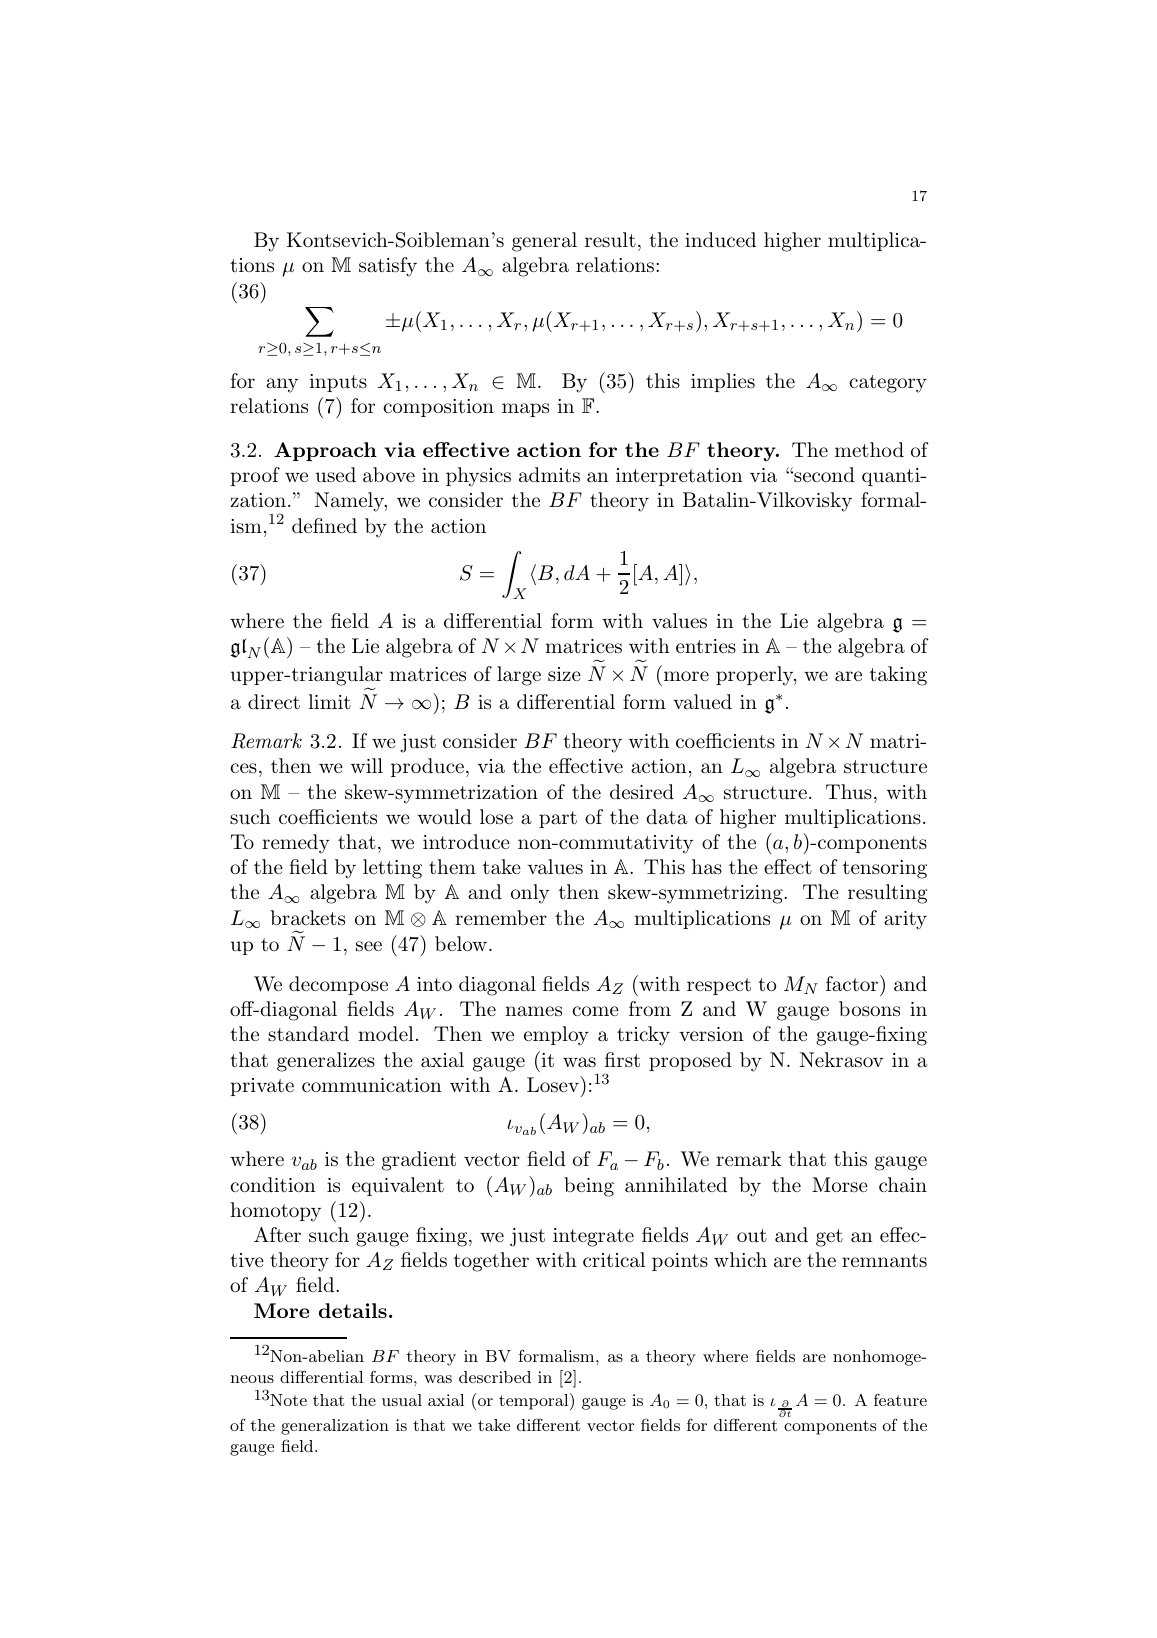 17
By Kontsevich-Soibleman's general result, the induced higher multiplica-
tions μ on 𝕄 satisfy the A∞ algebra relations:
(36)
∑_{r≥0, s≥1, r+s≤n} ±μ(X₁, . . . , X_r, μ(X_{r+1}, . . . , X_{r+s}), X_{r+s+1}, . . . , X_n) = 0
for any inputs X₁, . . . , X_n ∈ 𝕄. By (35) this implies the A∞ category
relations (7) for composition maps in 𝔽.
3.2. Approach via effective action for the BF theory. The method of
proof we used above in physics admits an interpretation via “second quanti-
zation.” Namely, we consider the BF theory in Batalin-Vilkovisky formal-
ism,¹² defined by the action
(37) S = ∫_X ⟨B, dA + 1/2 [A, A]⟩,
where the field A is a differential form with values in the Lie algebra 𝔤 =
𝔤𝔩_N(𝔸) – the Lie algebra of N × N matrices with entries in 𝔸 – the algebra of
upper-triangular matrices of large size Ñ × Ñ (more properly, we are taking
a direct limit Ñ → ∞); B is a differential form valued in 𝔤*.
Remark 3.2. If we just consider BF theory with coefficients in N × N matri-
ces, then we will produce, via the effective action, an L∞ algebra structure
on 𝕄 – the skew-symmetrization of the desired A∞ structure. Thus, with
such coefficients we would lose a part of the data of higher multiplications.
To remedy that, we introduce non-commutativity of the (a, b)-components
of the field by letting them take values in 𝔸. This has the effect of tensoring
the A∞ algebra 𝕄 by 𝔸 and only then skew-symmetrizing. The resulting
L∞ brackets on 𝕄 ⊗ 𝔸 remember the A∞ multiplications μ on 𝕄 of arity
up to Ñ − 1, see (47) below.
We decompose A into diagonal fields A_Z (with respect to M_N factor) and
off-diagonal fields A_W. The names come from Z and W gauge bosons in
the standard model. Then we employ a tricky version of the gauge-fixing
that generalizes the axial gauge (it was first proposed by N. Nekrasov in a
private communication with A. Losev):¹³
(38) ι_{v_{ab}}(A_W)_{ab} = 0,
where v_{ab} is the gradient vector field of F_a − F_b. We remark that this gauge
condition is equivalent to (A_W)_{ab} being annihilated by the Morse chain
homotopy (12).
After such gauge fixing, we just integrate fields A_W out and get an effec-
tive theory for A_Z fields together with critical points which are the remnants
of A_W field.
More details.
¹²Non-abelian BF theory in BV formalism, as a theory where fields are nonhomoge-
neous differential forms, was described in [2].
¹³Note that the usual axial (or temporal) gauge is A₀ = 0, that is ι_{∂/∂t} A = 0. A feature
of the generalization is that we take different vector fields for different components of the
gauge field.